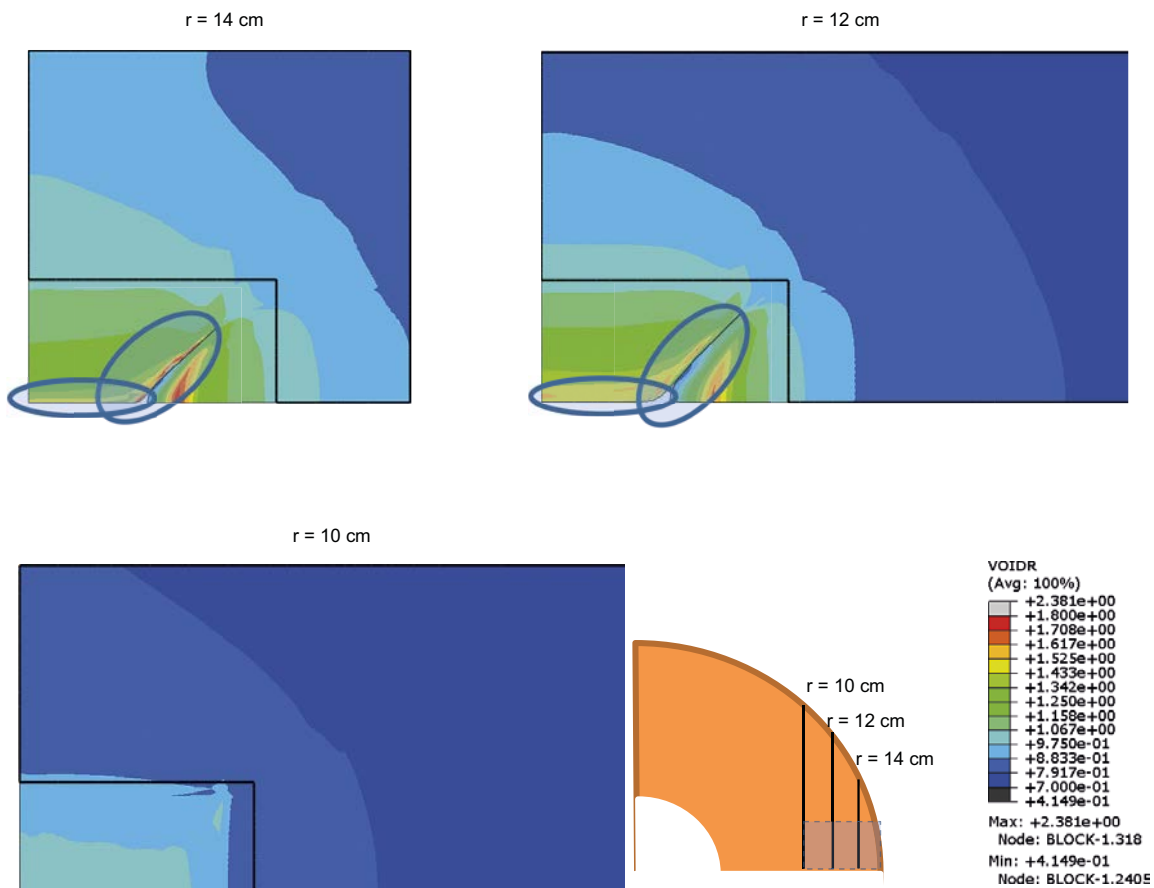 r = 14 cm
r = 12 cm
r = 10 cm
r = 10 cm
r = 12 cm
r = 14 cm
VOIDR
(Avg: 100%)
+2.381e+00
+1.800e+00
+1.708e+00
+1.617e+00
+1.525e+00
+1.433e+00
+1.342e+00
+1.250e+00
+1.158e+00
+1.067e+00
+9.750e-01
+8.833e-01
+7.917e-01
+7.000e-01
+4.149e-01
Max: +2.381e+00
Node: BLOCK-1.318
Min: +4.149e-01
Node: BLOCK-1.2405